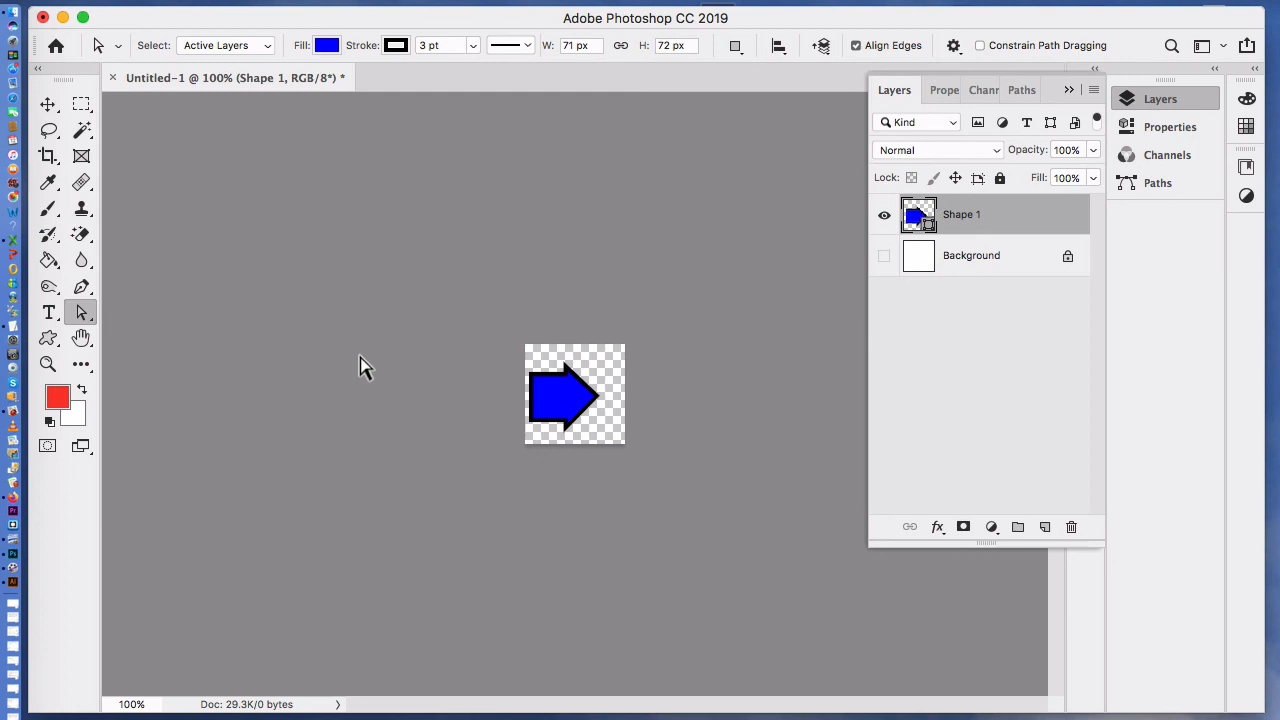 Adobe Photoshop CC 2019
Select: Active Layers Fill: Stroke: 3 pt W: 71 px H: 72 px Align Edges Constrain Path Dragging
Untitled-1 @ 100% (Shape 1, RGB/8*) *
Layers Prope Chanr Paths
Kind
Normal Opacity: 100%
Lock: Fill: 100%
Shape 1
Background
Layers
Properties
Channels
Paths
100% Doc: 29.3K/0 bytes